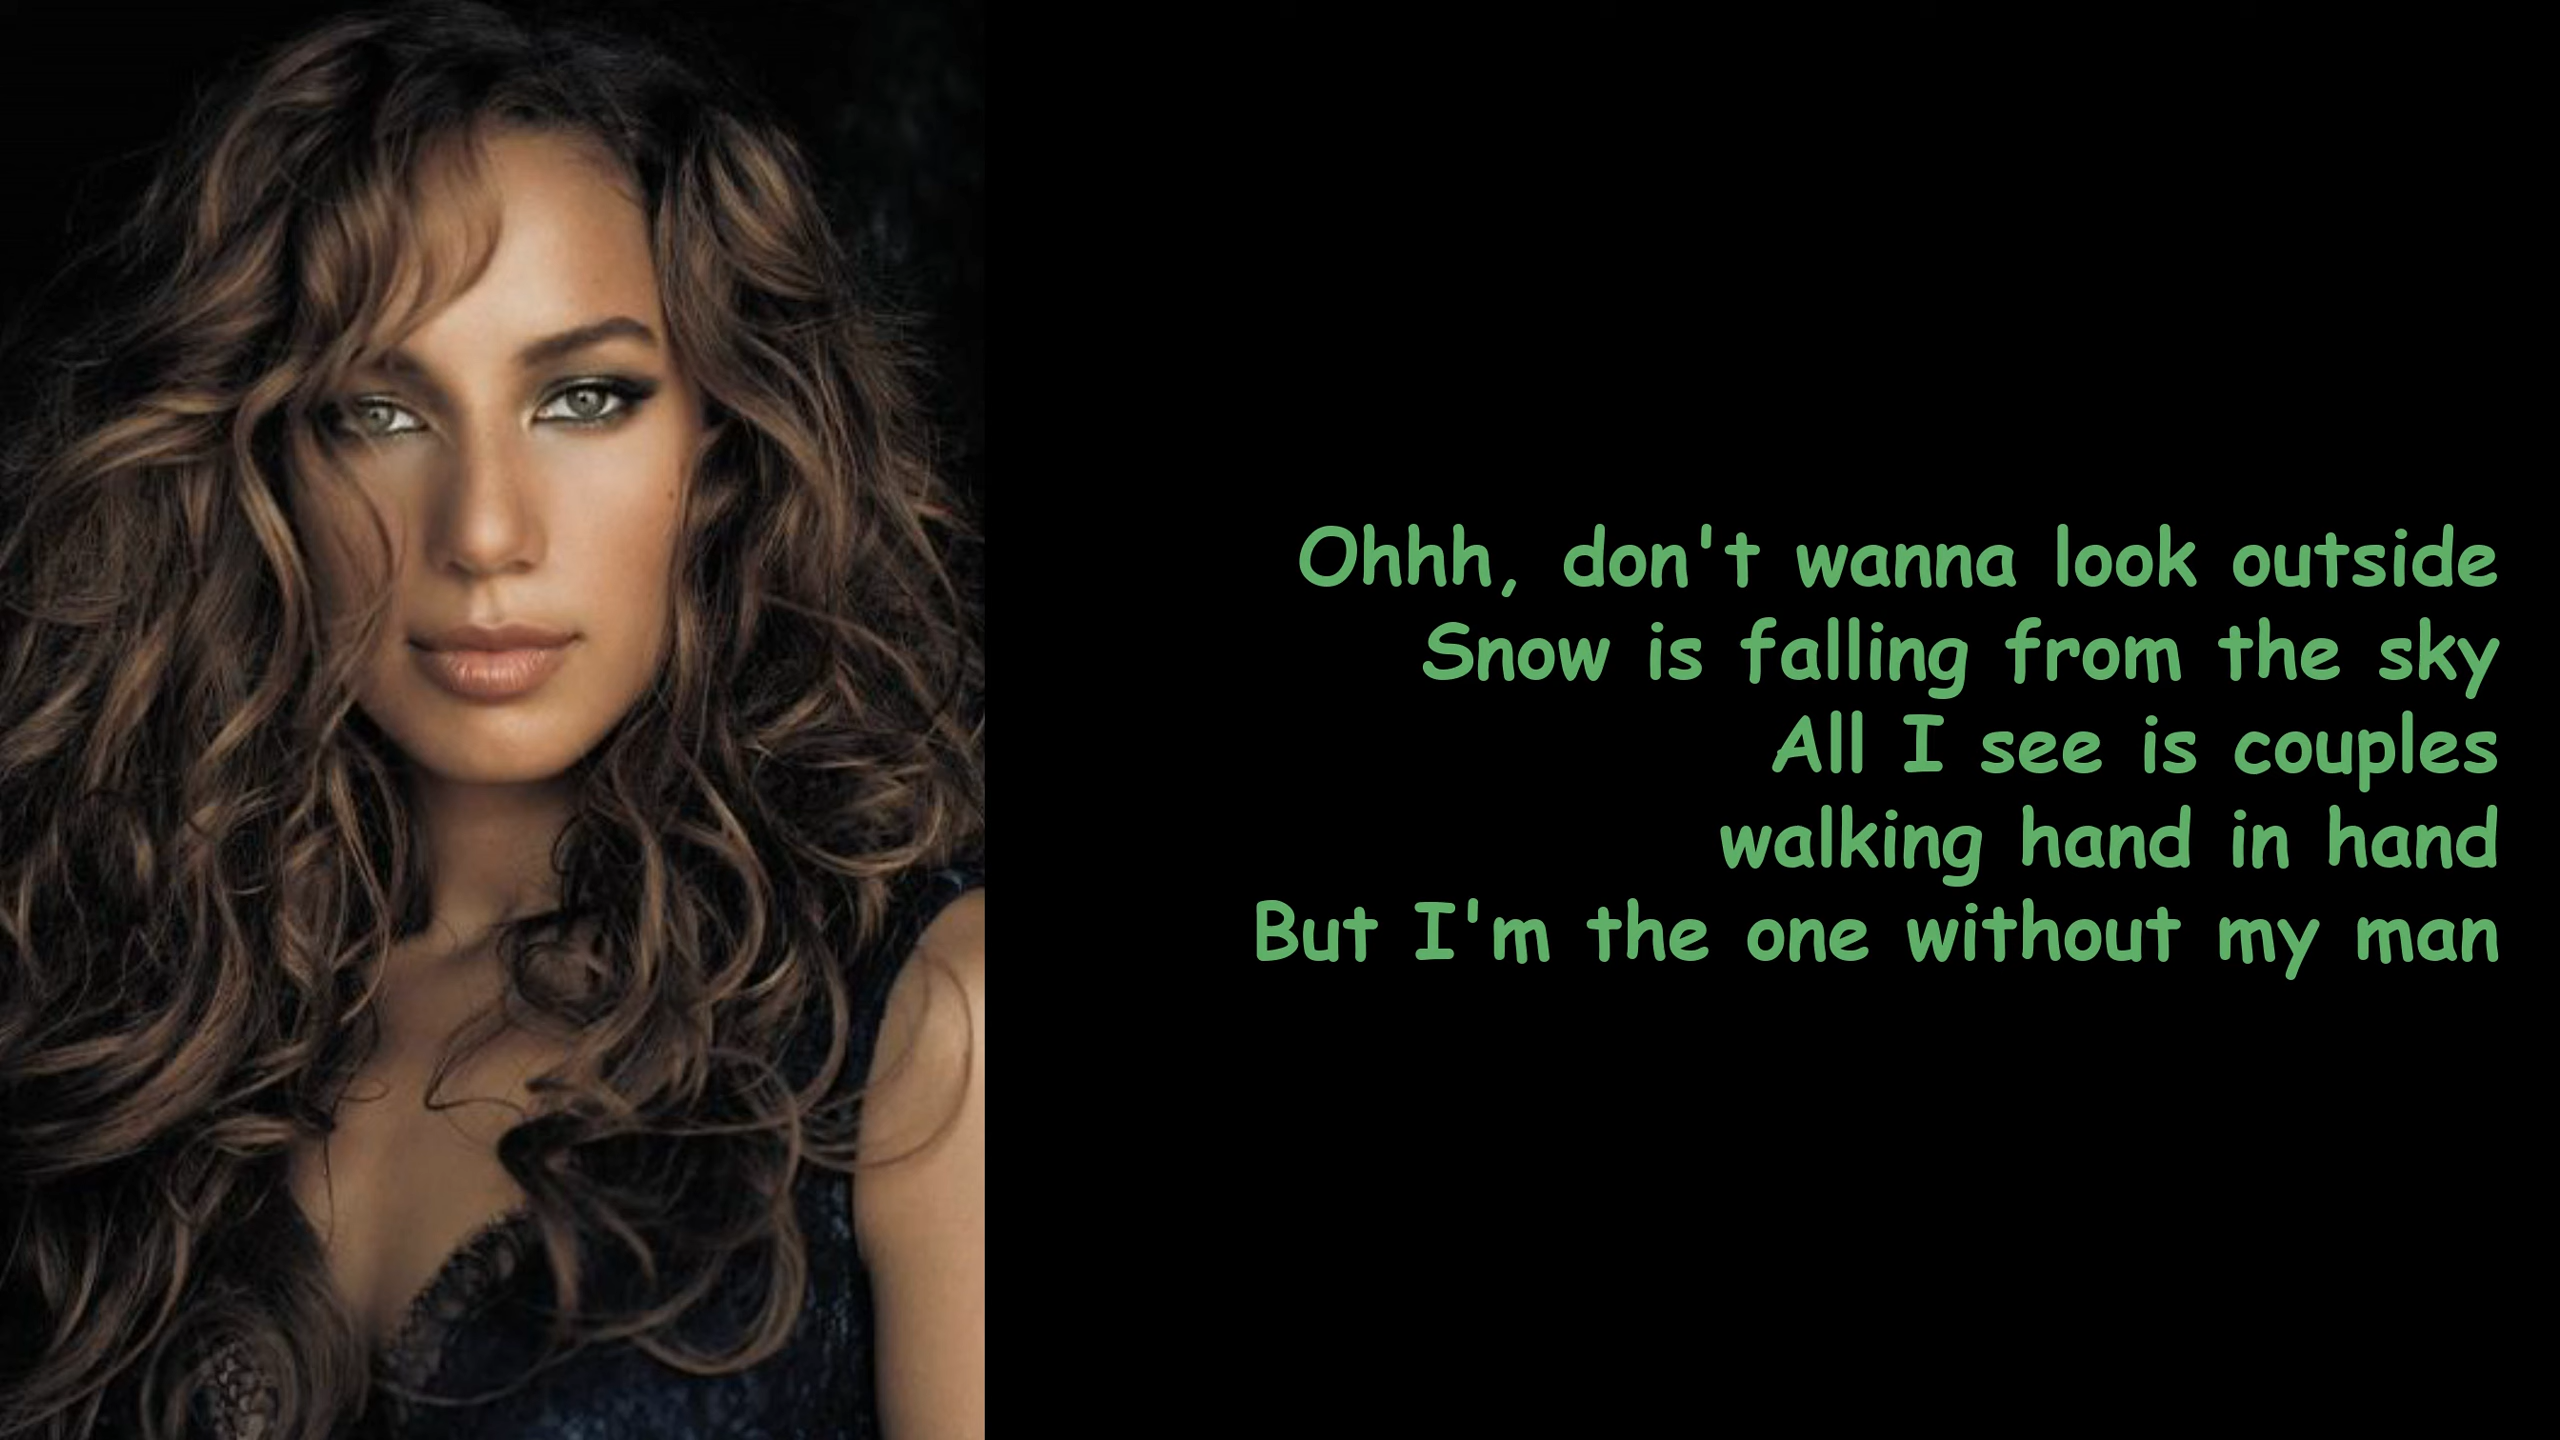 Ohhh, don't wanna look outside
Snow is falling from the sky
All I see is couples
walking hand in hand
But I'm the one without my man